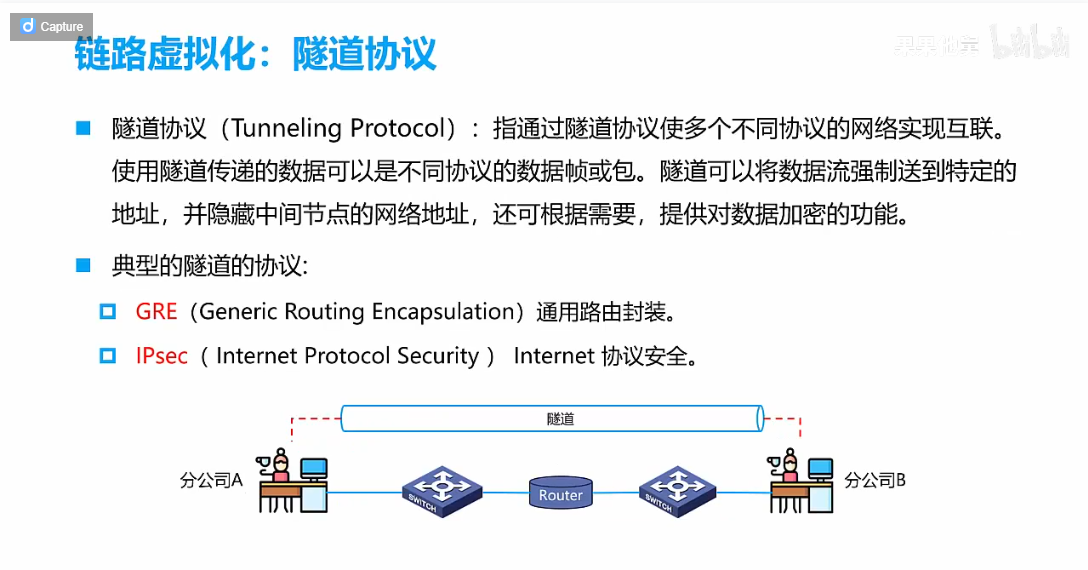 Capture
链路虚拟化：隧道协议
bilibili
隧道协议（Tunneling Protocol）：指通过隧道协议使多个不同协议的网络实现互联。
使用隧道传递的数据可以是不同协议的数据帧或包。隧道可以将数据流强制送到特定的
地址，并隐藏中间节点的网络地址，还可根据需要，提供对数据加密的功能。
典型的隧道的协议:
GRE（Generic Routing Encapsulation）通用路由封装。
IPsec（ Internet Protocol Security ） Internet 协议安全。
隧道
分公司A
SWITCH
Router
SWITCH
分公司B